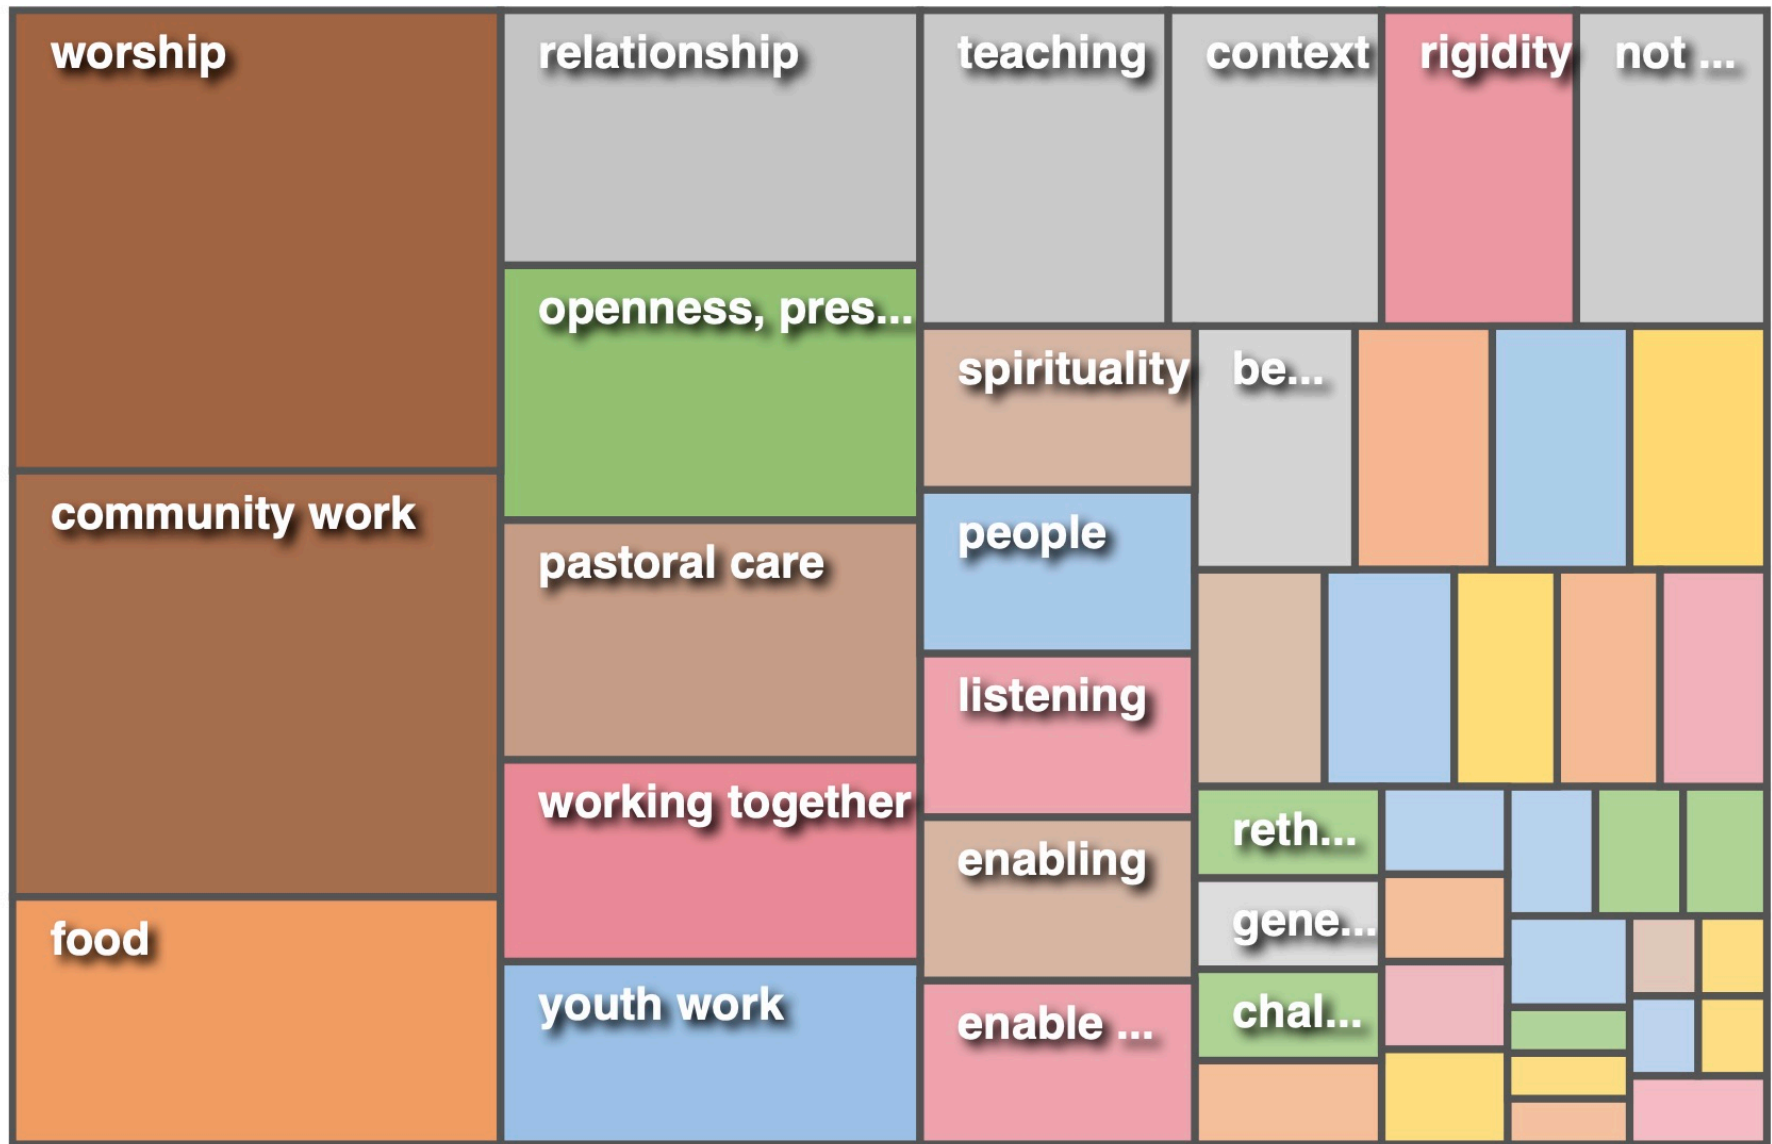 worship
community work
food
relationship
openness, pres...
pastoral care
working together
youth work
teaching
context
rigidity
not ...
spirituality
people
listening
enabling
enable ...
be...
reth...
gene...
chal...